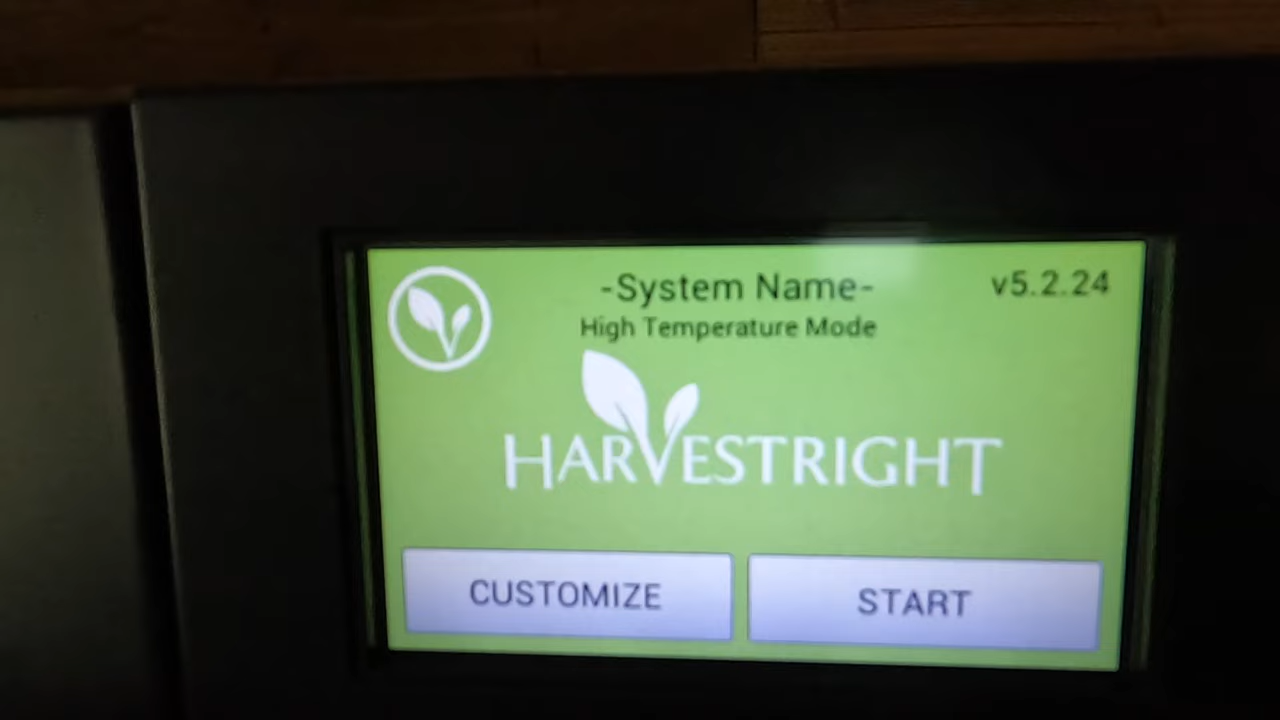 -System Name-
v5.2.24
High Temperature Mode
HARVESTRIGHT
CUSTOMIZE
START